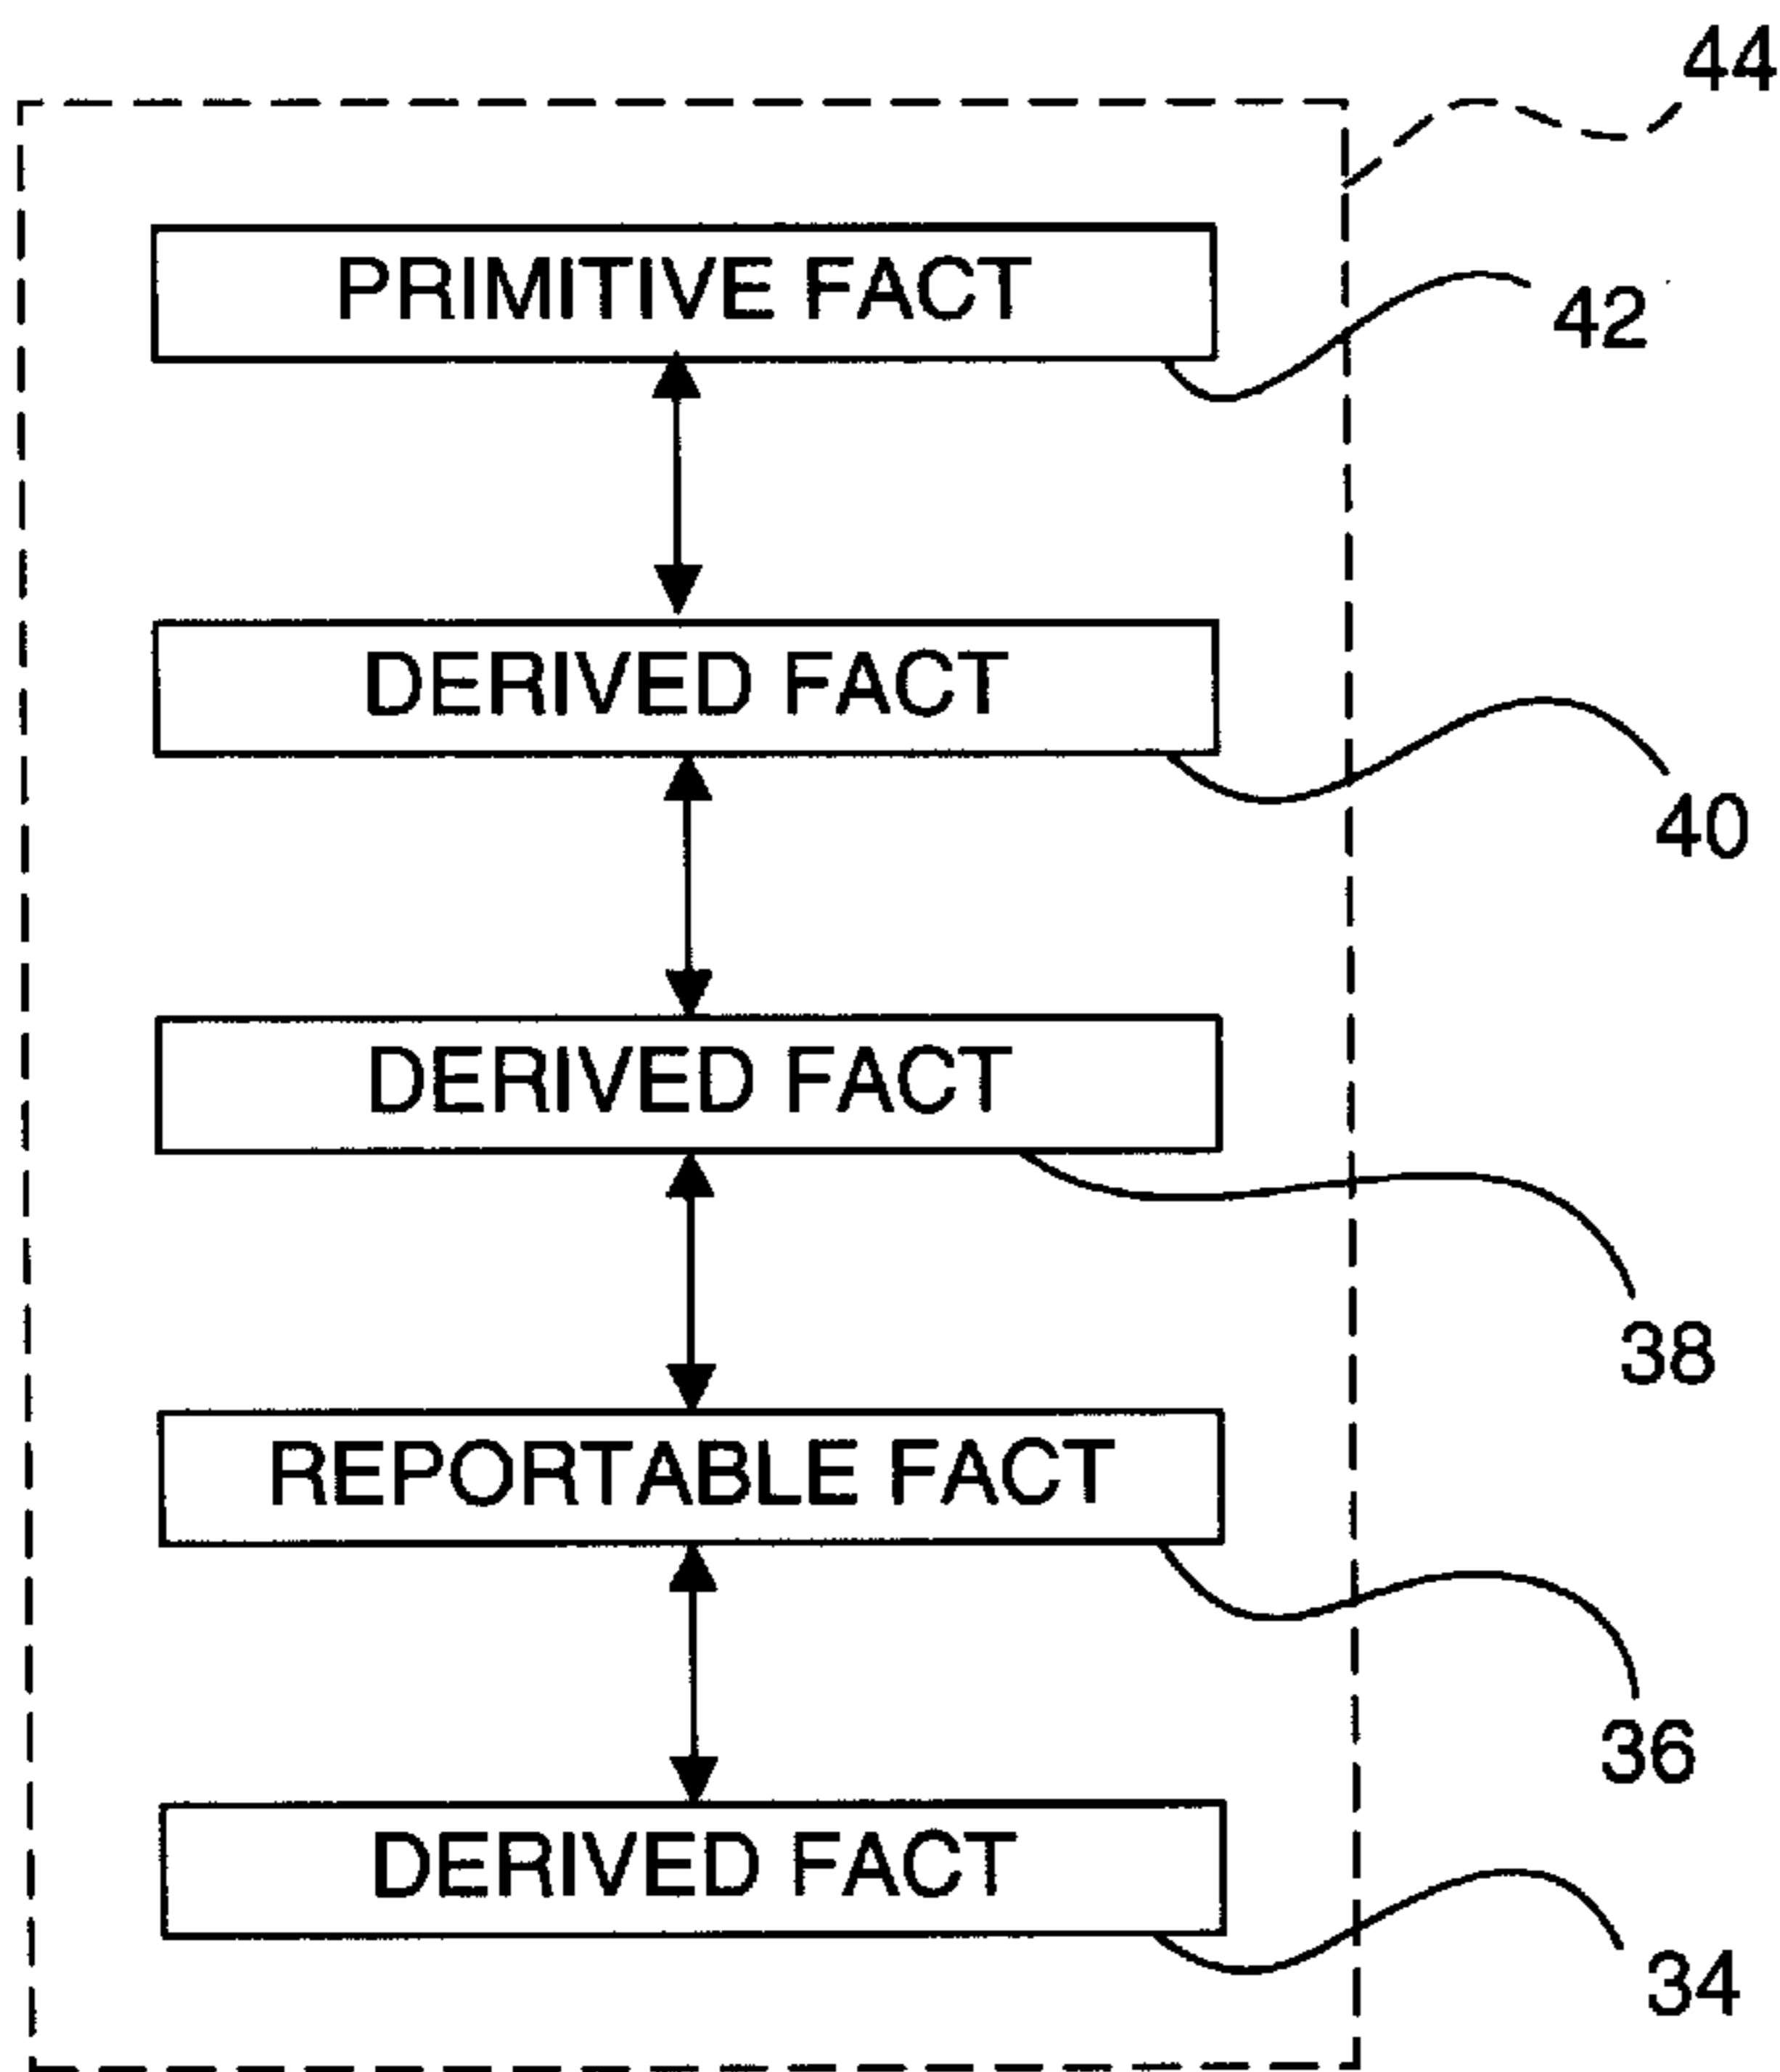 44
PRIMITIVE FACT
42
DERIVED FACT
40
DERIVED FACT
38
REPORTABLE FACT
36
DERIVED FACT
34